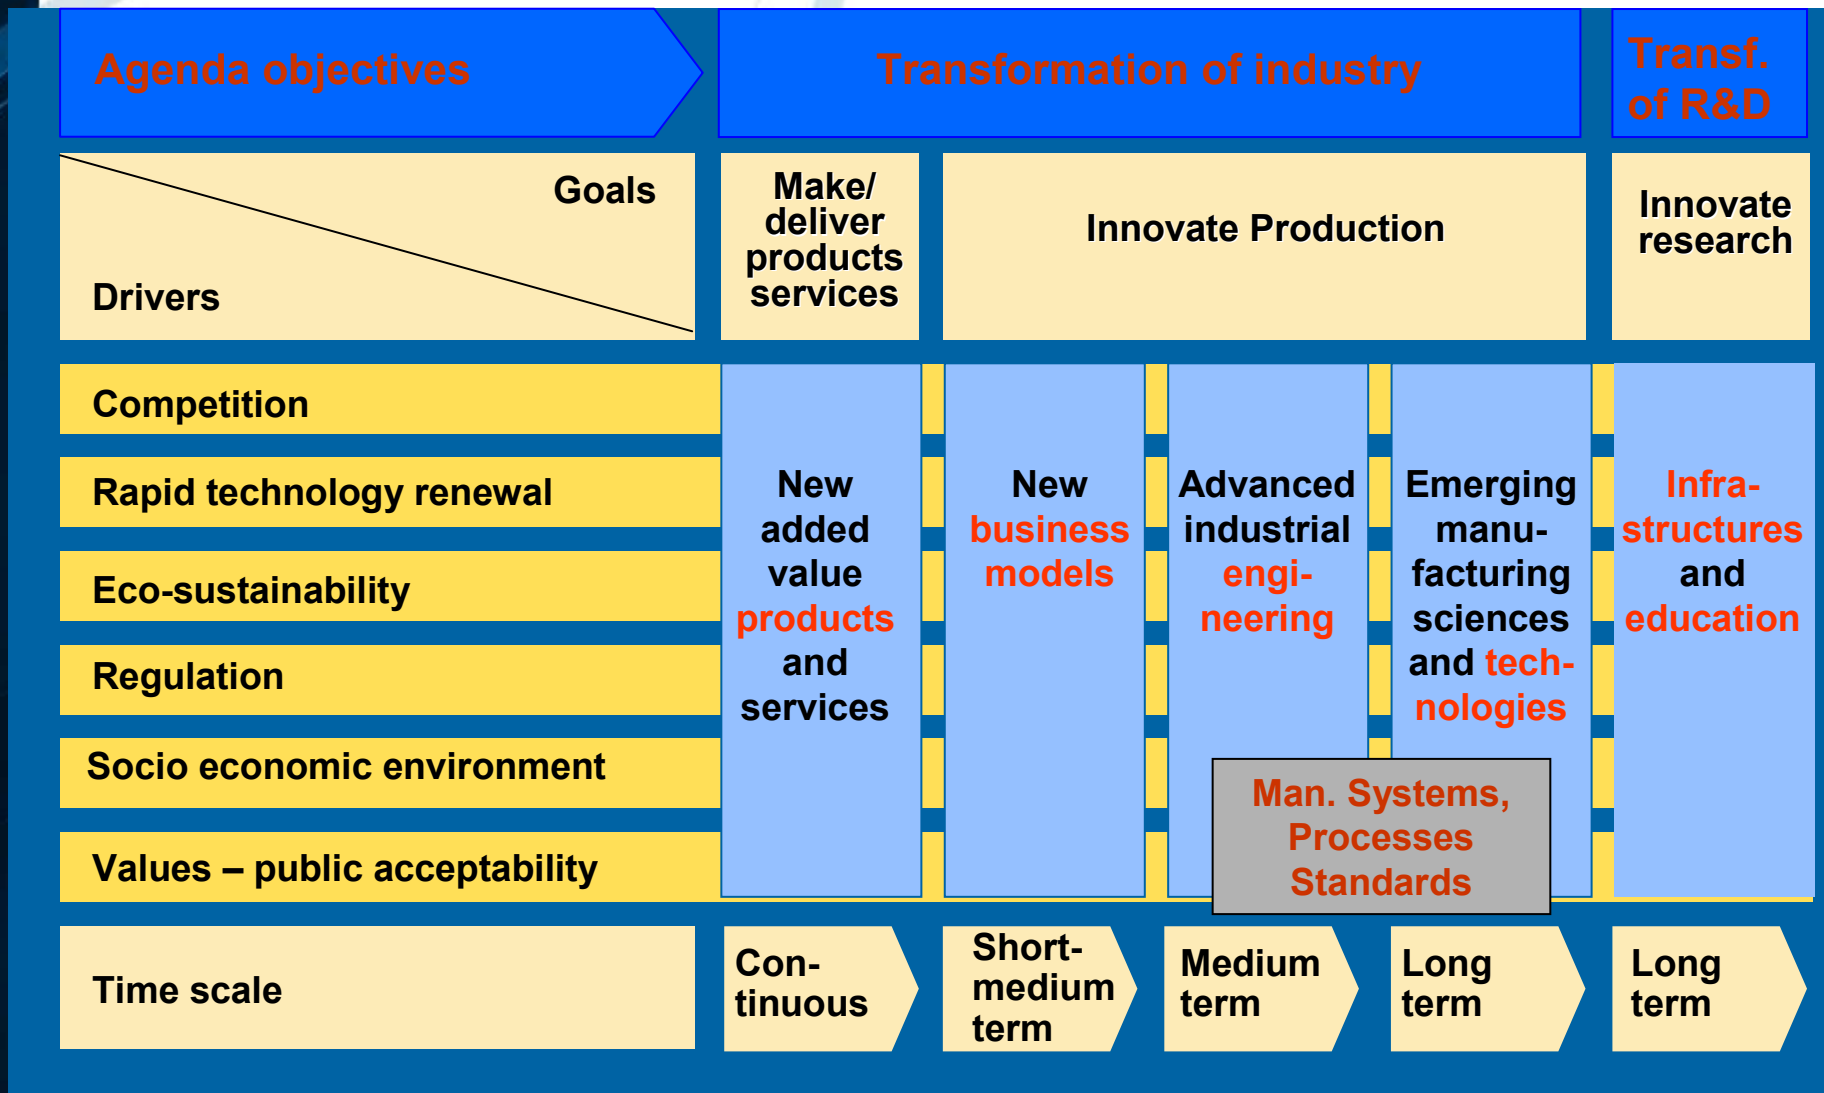 Agenda objectives
Transformation of industry
Transf.
of R&D
Goals
Drivers
Make/
deliver
products
services
Innovate Production
Innovate
research
Competition
Rapid technology renewal
Eco-sustainability
Regulation
Socio economic environment
Values – public acceptability
New
added
value
products
and
services
New
business
models
Advanced
industrial
engi-
neering
Emerging
manu-
facturing
sciences
and tech-
nologies
Infra-
structures
and
education
Man. Systems,
Processes
Standards
Time scale
Con-
tinuous
Short-
medium
term
Medium
term
Long
term
Long
term